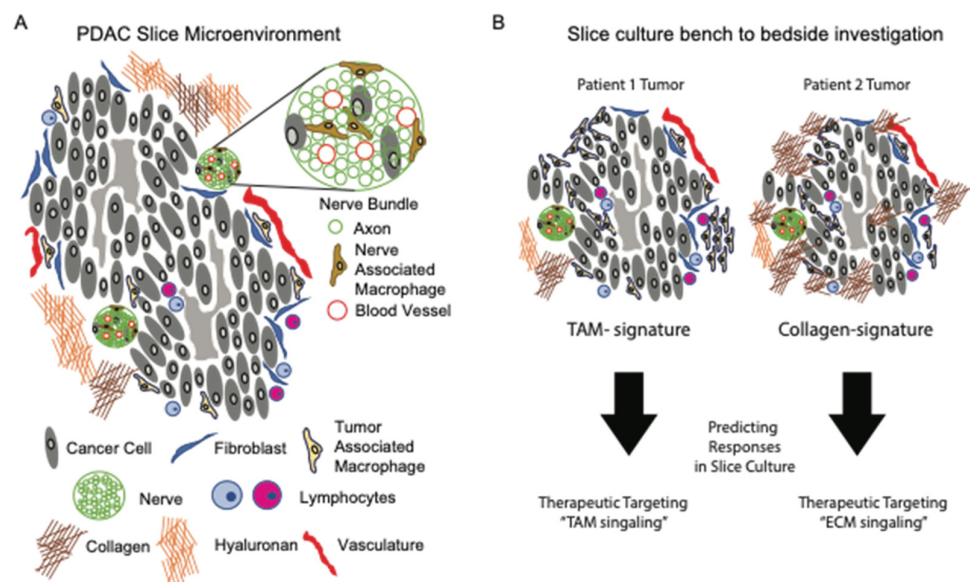 A
PDAC Slice Microenvironment
Nerve Bundle
Axon
Nerve
Associated
Macrophage
Blood Vessel
Cancer Cell
Fibroblast
Tumor
Associated
Macrophage
Nerve
Lymphocytes
Collagen
Hyaluronan
Vasculature
B
Slice culture bench to bedside investigation
Patient 1 Tumor
Patient 2 Tumor
TAM- signature
Collagen-signature
Predicting
Responses
in Slice Culture
Therapeutic Targeting
"TAM singaling"
Therapeutic Targeting
"ECM singaling"